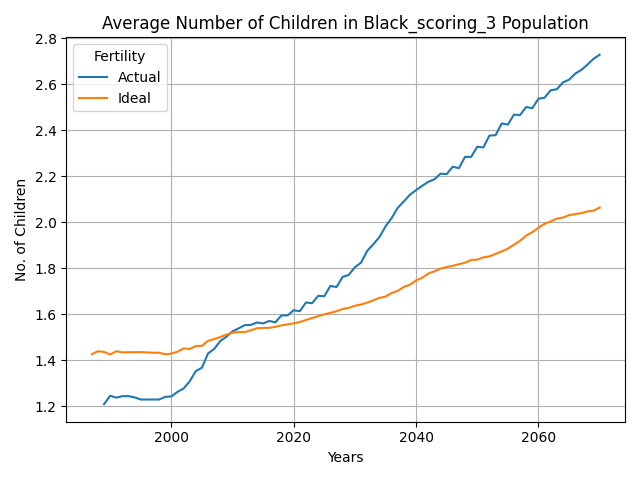 Average Number of Children in Black_scoring_3 Population
Fertility
Actual
Ideal
No. of Children
2.8
2.6
2.4
2.2
2.0
1.8
1.6
1.4
1.2
2000 2020 2040 2060
Years